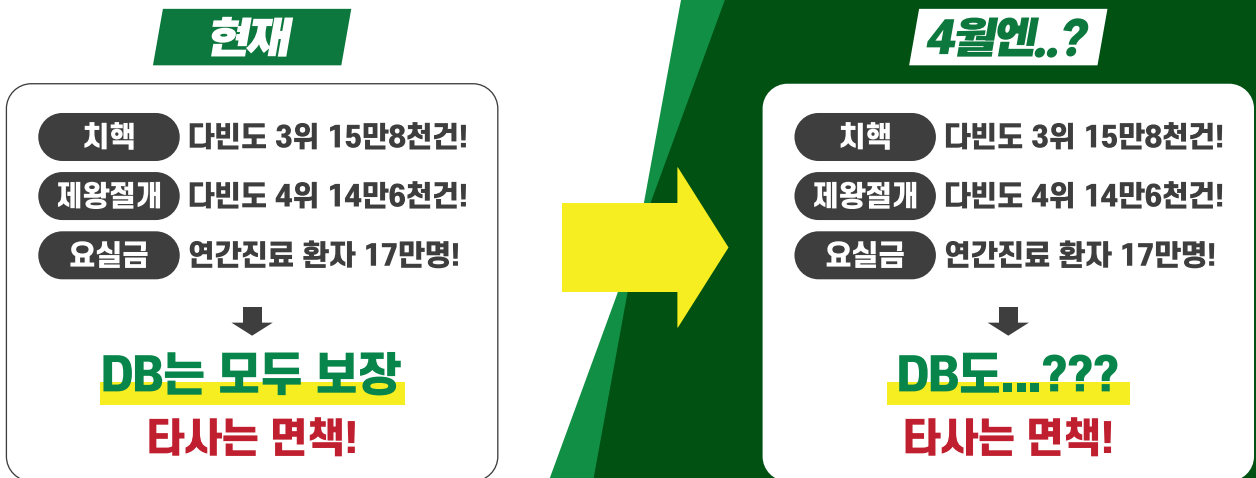 현재
치핵 다빈도 3위 15만8천건!
제왕절개 다빈도 4위 14만6천건!
요실금 연간진료 환자 17만명!
DB는 모두 보장
타사는 면책!
4월엔..?
치핵 다빈도 3위 15만8천건!
제왕절개 다빈도 4위 14만6천건!
요실금 연간진료 환자 17만명!
DB도...???
타사는 면책!